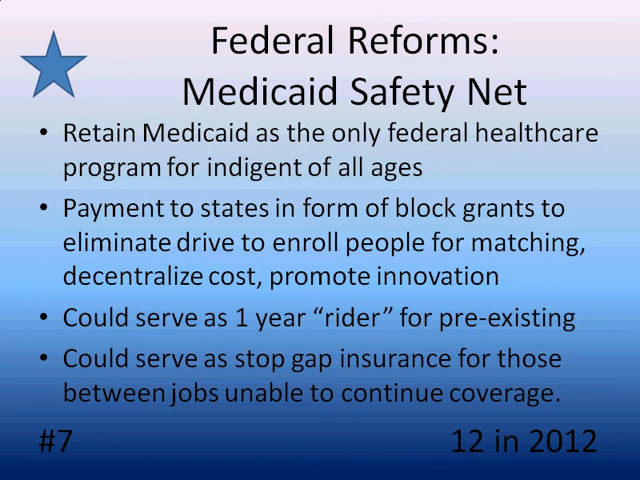 Federal Reforms:
Medicaid Safety Net
• Retain Medicaid as the only federal healthcare
program for indigent of all ages
• Payment to states in form of block grants to
eliminate drive to enroll people for matching,
decentralize cost, promote innovation
• Could serve as 1 year “rider” for pre-existing
• Could serve as stop gap insurance for those
between jobs unable to continue coverage.
#7 12 in 2012